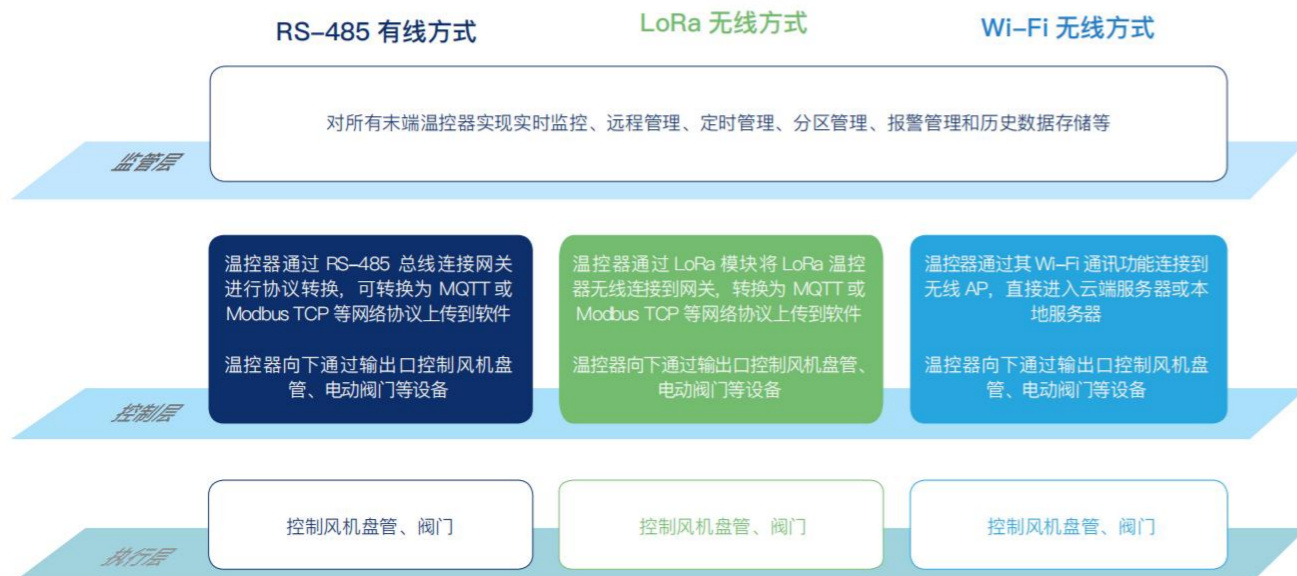 RS-485 有线方式
LoRa 无线方式
Wi-Fi 无线方式
对所有末端温控器实现实时监控、远程管理、定时管理、分区管理、报警管理和历史数据存储等
监管层
温控器通过 RS-485 总线连接网关
进行协议转换，可转换为 MQTT 或
Modbus TCP 等网络协议上传到软件
温控器向下通过输出口控制风机盘
管、电动阀门等设备
温控器通过 LoRa 模块将 LoRa 温控
器无线连接到网关，转换为 MQTT 或
Modbus TCP 等网络协议上传到软件
温控器向下通过输出口控制风机盘管、
电动阀门等设备
温控器通过其 Wi-Fi 通讯功能连接到
无线 AP，直接进入云端服务器或本
地服务器
温控器向下通过输出口控制风机盘
管、电动阀门等设备
控制层
控制风机盘管、阀门
控制风机盘管、阀门
控制风机盘管、阀门
执行层